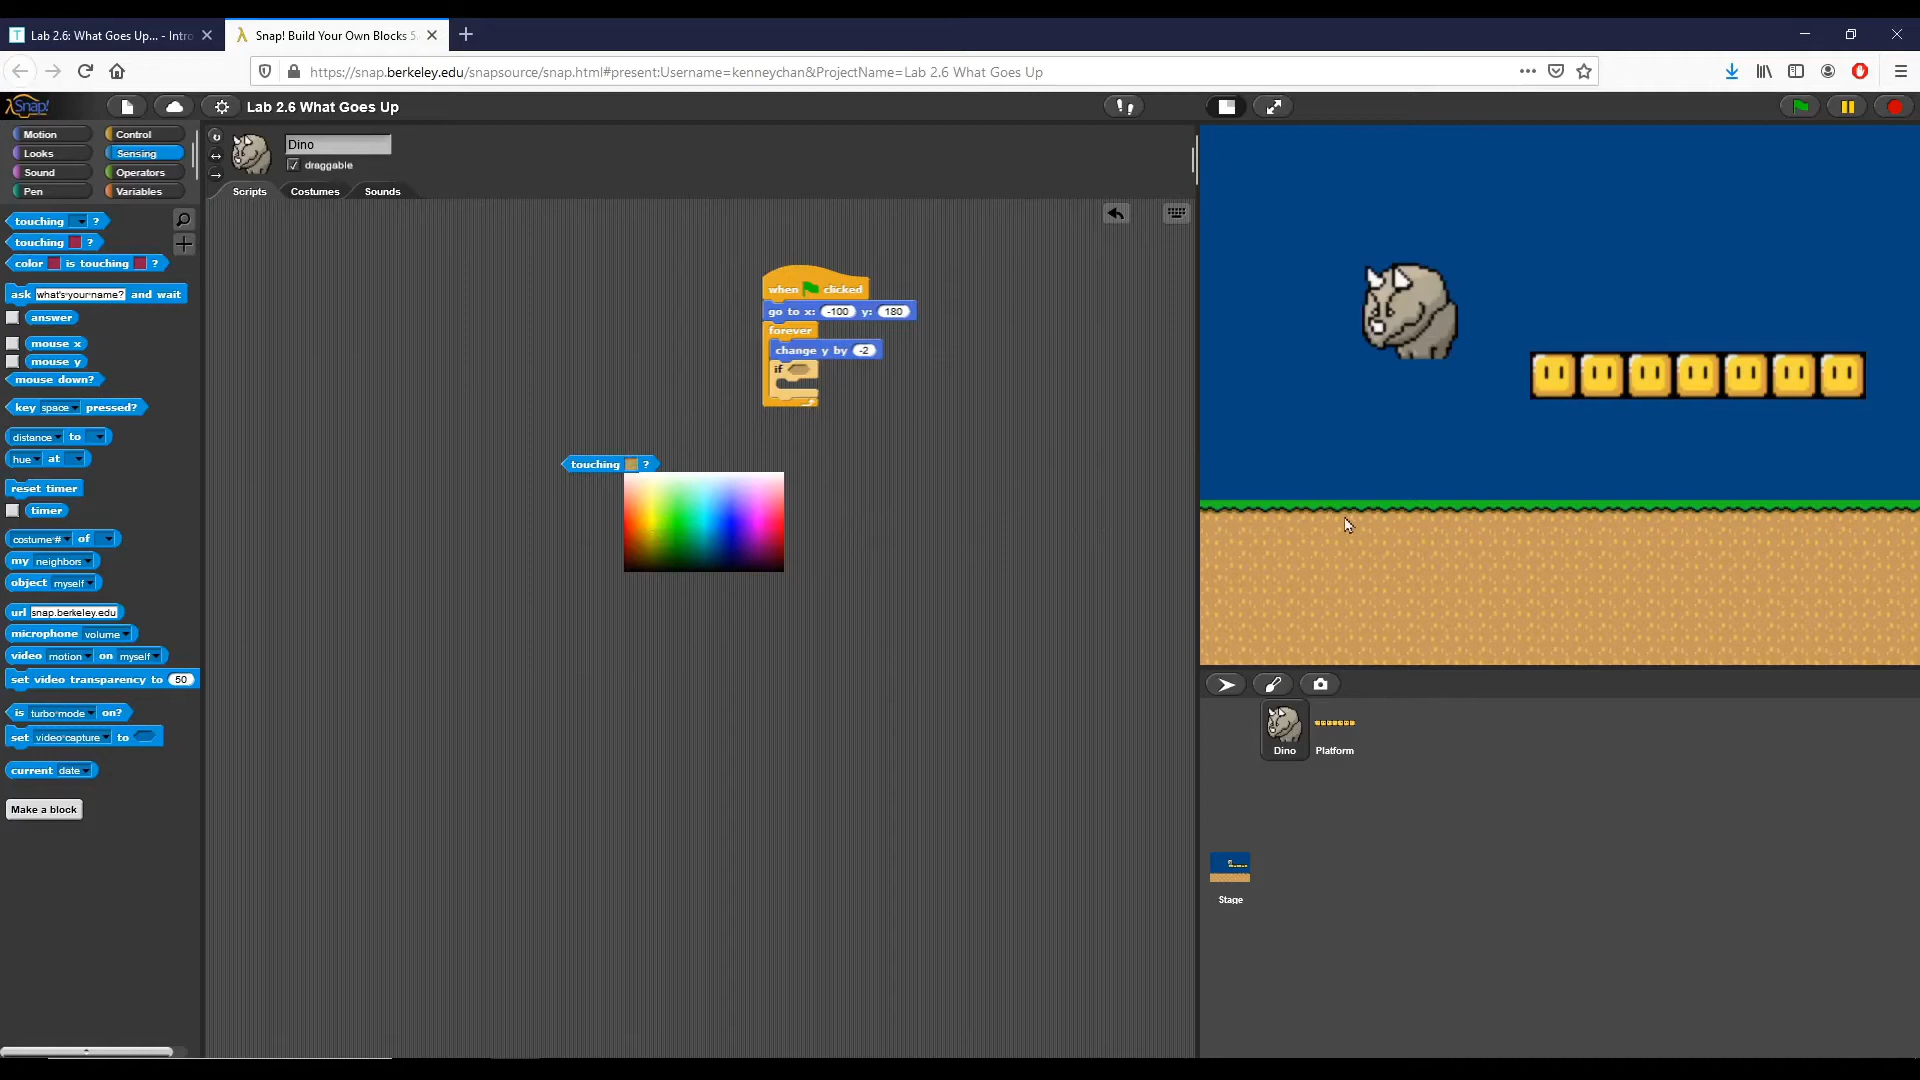 Lab 2.6: What Goes Up... - Intro
Snap! Build Your Own Blocks 5.
https://snap.berkeley.edu/snapsource/snap.html#present:Username=kenneychan&ProjectName=Lab 2.6 What Goes Up
Snap!
Lab 2.6 What Goes Up
Motion
Control
Looks
Sensing
Sound
Operators
Pen
Variables
Dino
draggable
Scripts
Costumes
Sounds
touching ?
touching ?
color is touching ?
ask what's your name? and wait
answer
mouse x
mouse y
mouse down?
key space pressed?
distance to
hue at
reset timer
timer
costume # of
my neighbors
object myself
url snap.berkeley.edu
microphone volume
video motion on myself
set video transparency to 50
is turbo mode on?
set video capture to
current date
Make a block
when clicked
go to x: -100 y: 180
forever
change y by -2
if
touching ?
Dino
Platform
Stage